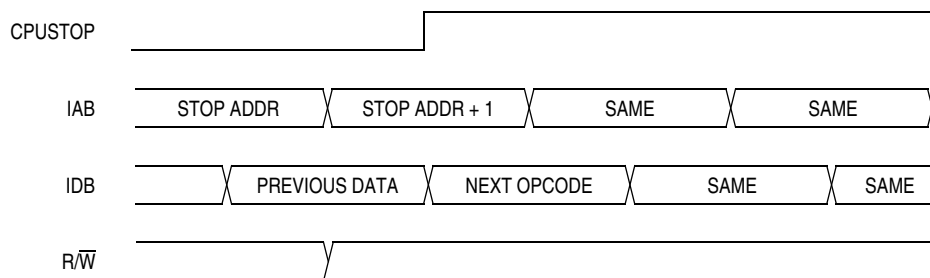 CPUSTOP
IAB STOP ADDR STOP ADDR + 1 SAME SAME
IDB PREVIOUS DATA NEXT OPCODE SAME SAME
R/W̅